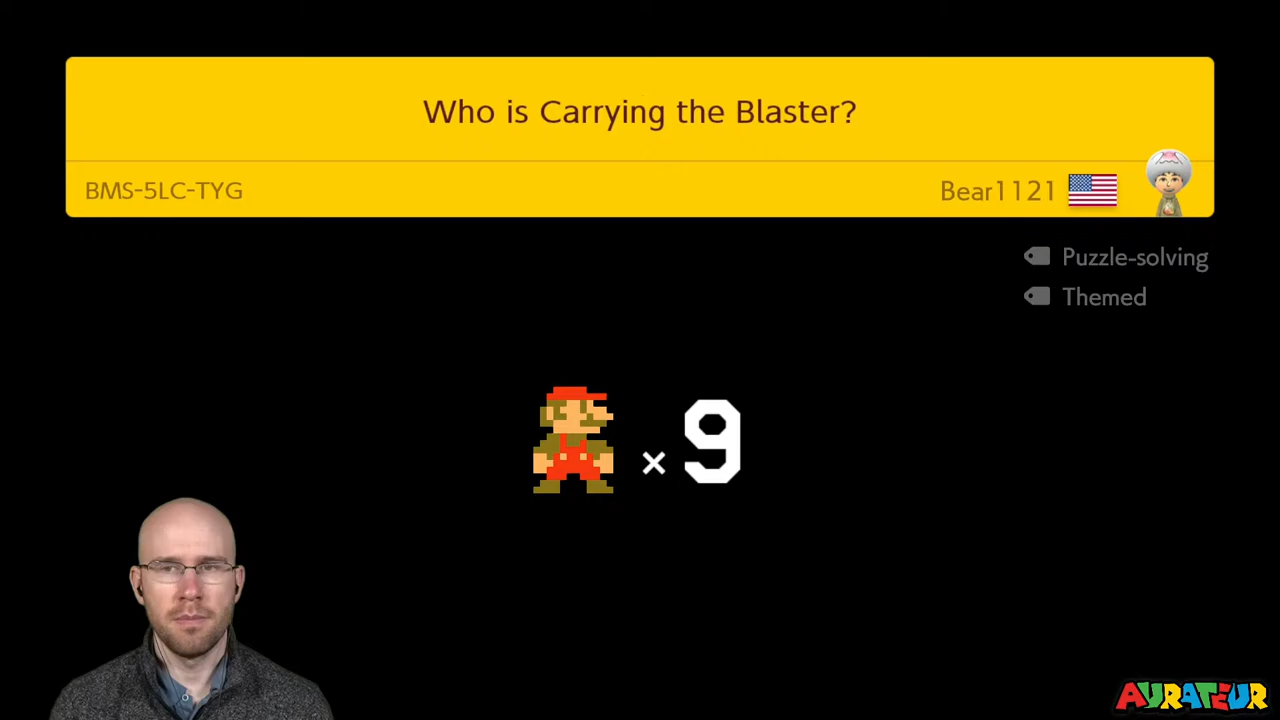 Who is Carrying the Blaster?
BMS-5LC-TYG
Bear1121
Puzzle-solving
Themed
× 9
AURATEUR